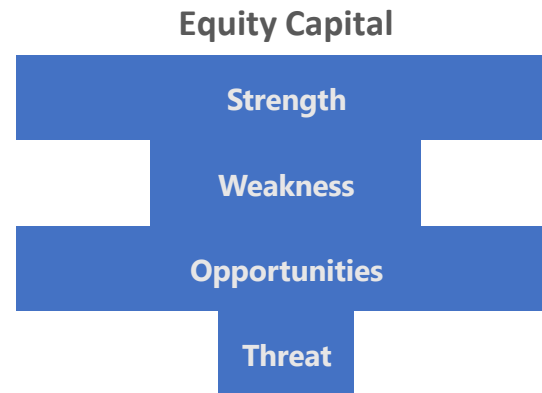 Equity Capital
Strength
Weakness
Opportunities
Threat